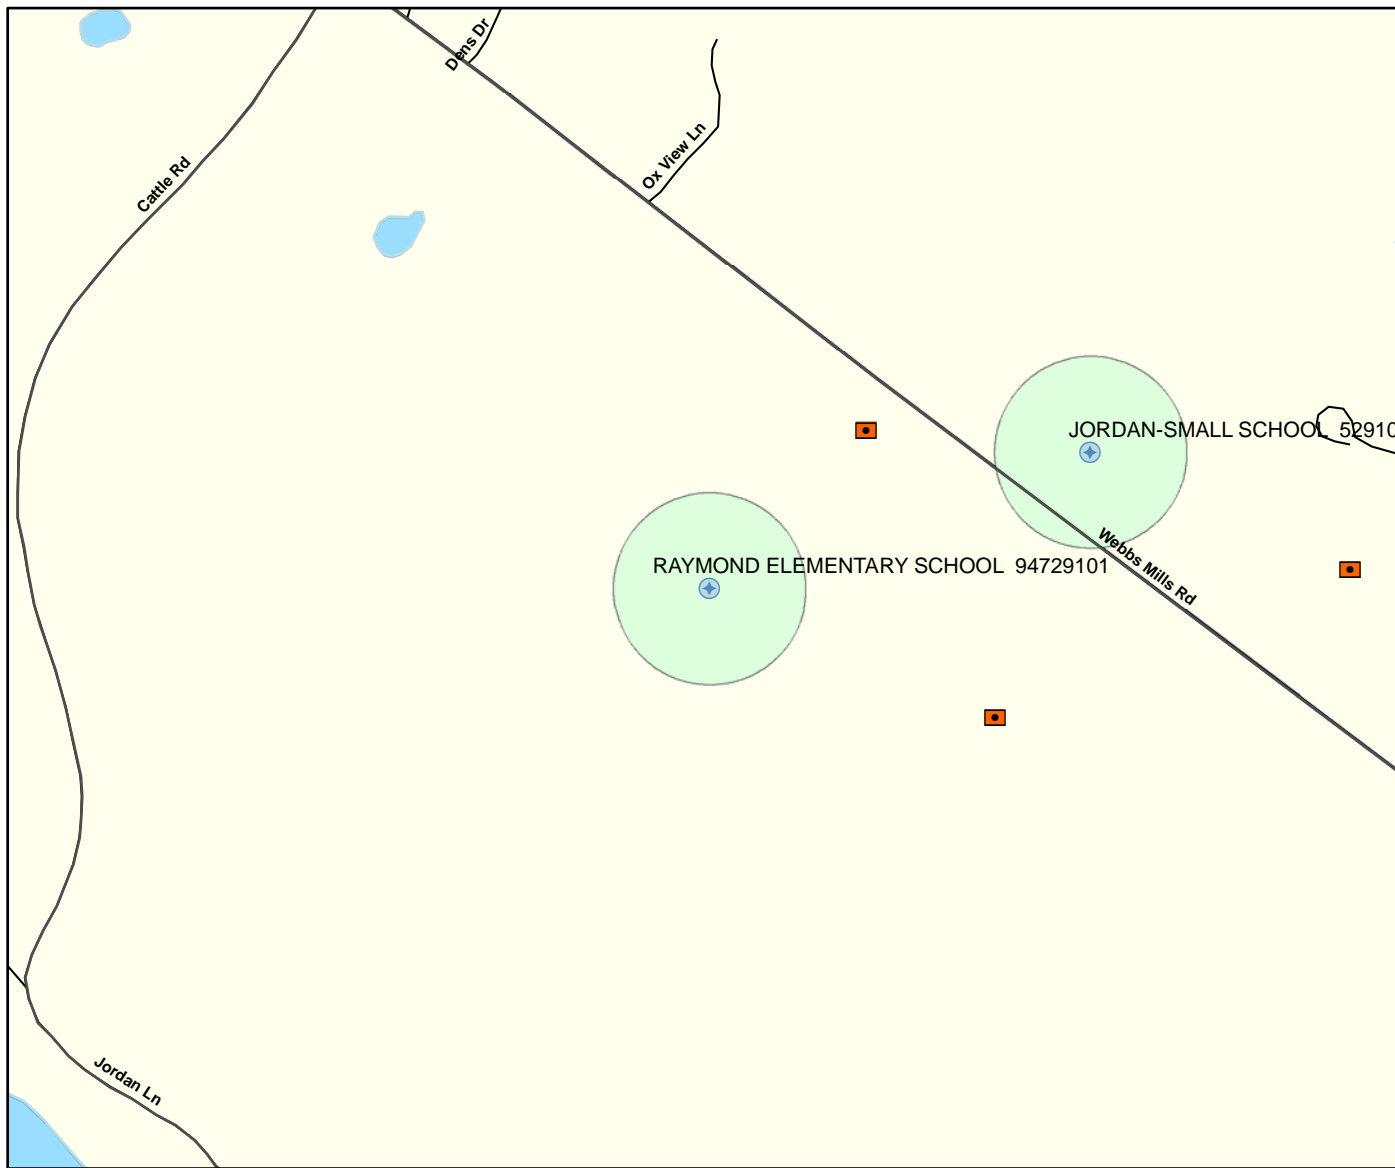 Dens Dr
Ox View Ln
Cattle Rd
JORDAN-SMALL SCHOOL 52910
Webbs Mills Rd
RAYMOND ELEMENTARY SCHOOL 94729101
Jordan Ln